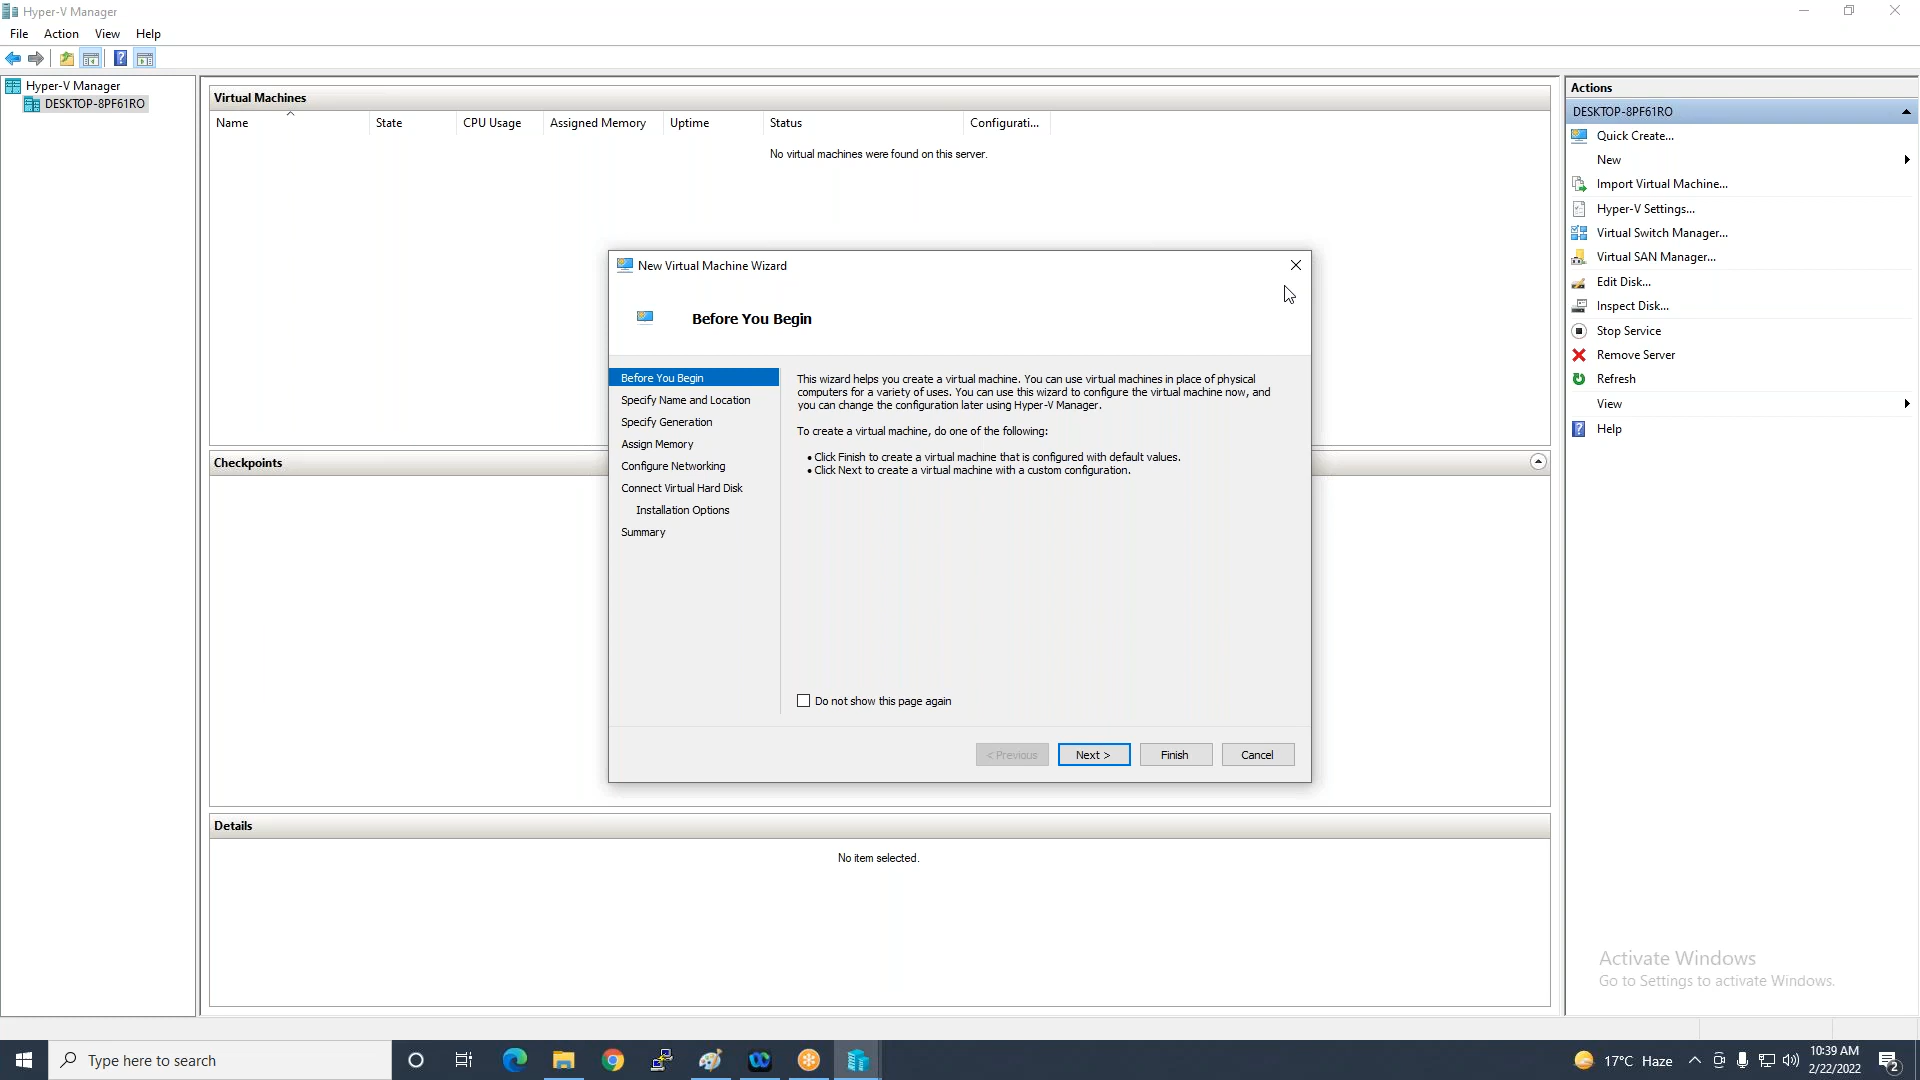 Hyper-V Manager
File Action View Help
Hyper-V Manager
DESKTOP-8PF61RO
Virtual Machines
Name State CPU Usage Assigned Memory Uptime Status Configurati...
No virtual machines were found on this server.
New Virtual Machine Wizard
Before You Begin
Before You Begin
Specify Name and Location
Specify Generation
Assign Memory
Configure Networking
Connect Virtual Hard Disk
Installation Options
Summary
This wizard helps you create a virtual machine. You can use virtual machines in place of physical
computers for a variety of uses. You can use this wizard to configure the virtual machine now, and
you can change the configuration later using Hyper-V Manager.
To create a virtual machine, do one of the following:
• Click Finish to create a virtual machine that is configured with default values.
• Click Next to create a virtual machine with a custom configuration.
Do not show this page again
< Previous Next > Finish Cancel
Checkpoints
Details
No item selected.
Actions
DESKTOP-8PF61RO
Quick Create...
New
Import Virtual Machine...
Hyper-V Settings...
Virtual Switch Manager...
Virtual SAN Manager...
Edit Disk...
Inspect Disk...
Stop Service
Remove Server
Refresh
View
Help
Activate Windows
Go to Settings to activate Windows.
Type here to search
17°C Haze
10:39 AM
2/22/2022
2